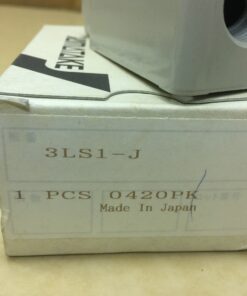 3LS1-J
1 PCS 0420PK
Made In Japan